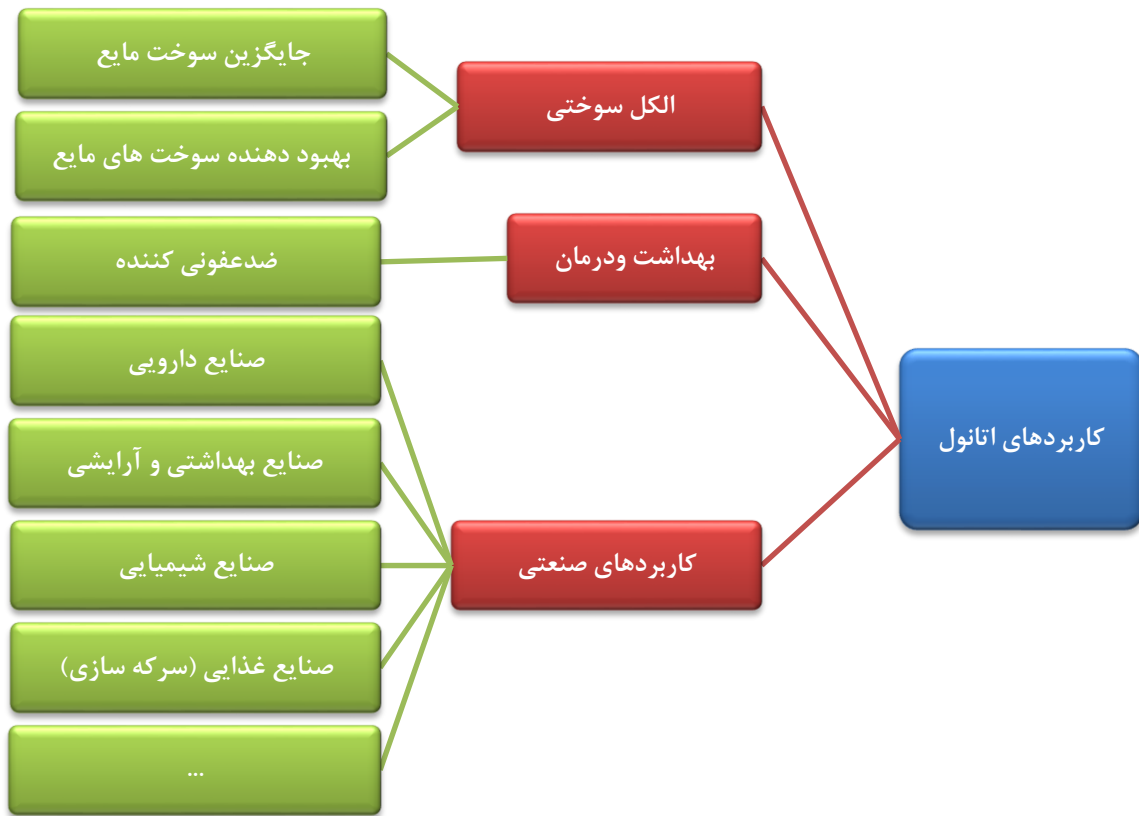 کاربردهای اتانول
الکل سوختی
جایگزین سوخت مایع
بهبود دهنده سوخت های مایع
بهداشت ودرمان
ضدعفونی کننده
کاربردهای صنعتی
صنایع دارویی
صنایع بهداشتی و آرایشی
صنایع شیمیایی
صنایع غذایی (سرکه سازی)
...